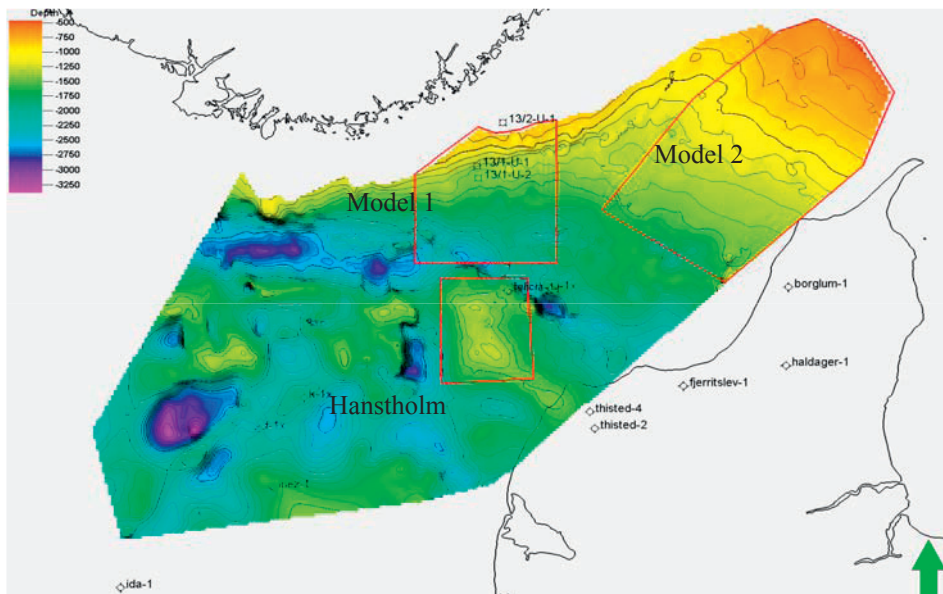 Depth
-500
-750
-1000
-1250
-1500
-1750
-2000
-2250
-2500
-2750
-3000
-3250
13/2-U-1
13/1-U-1
13/1-U-2
Model 2
Model 1
borglum-1
haldager-1
fjerritslev-1
Hanstholm
thisted-4
thisted-2
inez-1
ida-1